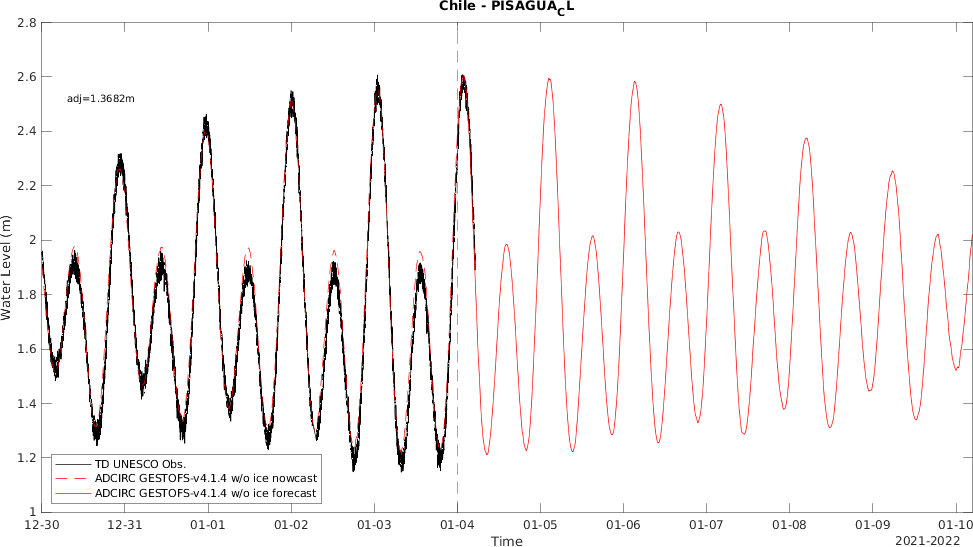 Chile - PISAGUA_CL
2.8
2.6
adj=1.3682m
2.4
2.2
2
Water Level (m)
1.8
1.6
1.4
1.2
1
TD UNESCO Obs.
ADCIRC GESTOFS-v4.1.4 w/o ice nowcast
ADCIRC GESTOFS-v4.1.4 w/o ice forecast
12-30 12-31 01-01 01-02 01-03 01-04 01-05 01-06 01-07 01-08 01-09 01-10
Time
2021-2022